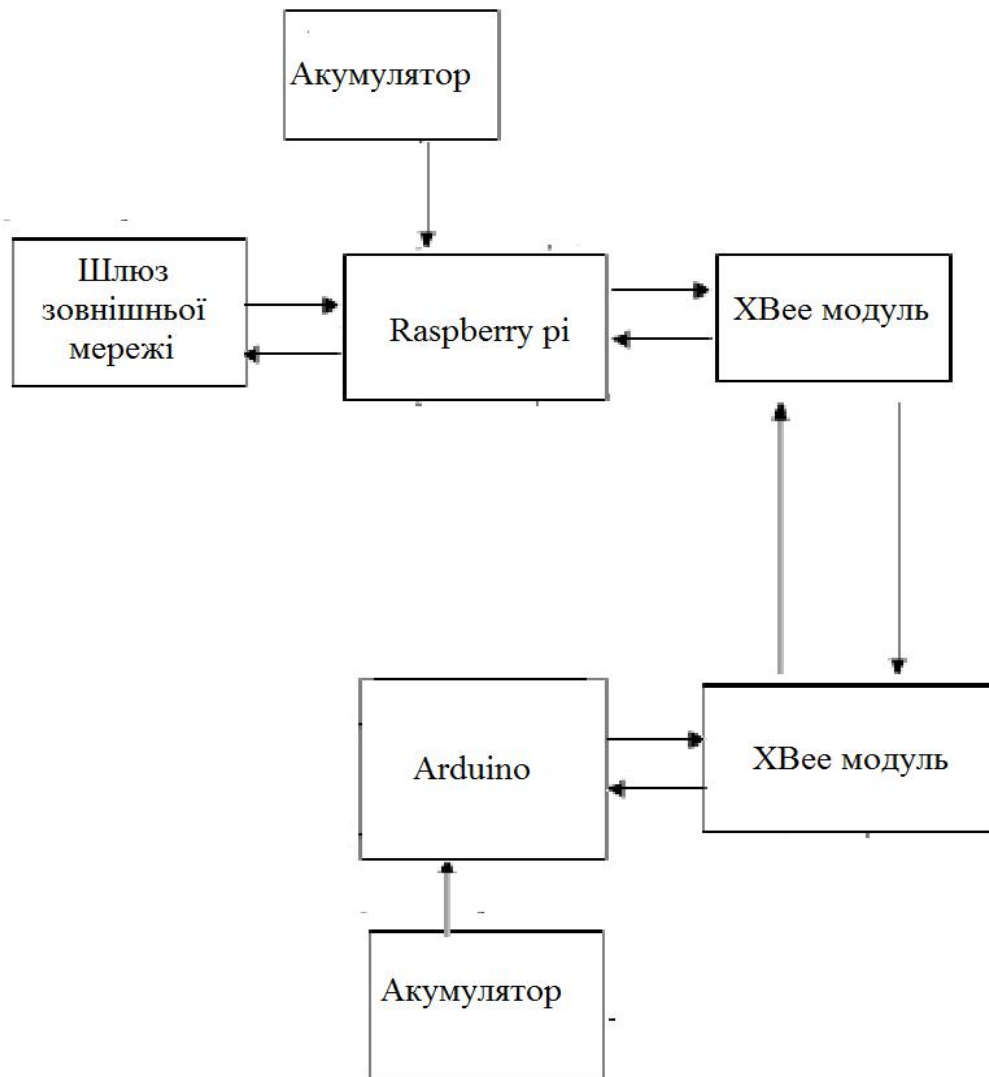 Акумулятор
Шлюз
зовнішньої
мережі
Raspberry pi
XBee модуль
Arduino
XBee модуль
Акумулятор